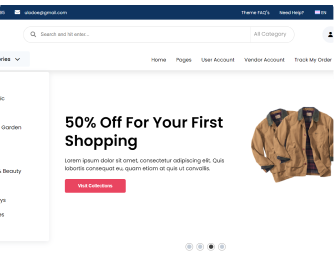 uladoe@gmail.com Theme FAQ's Need Help? EN
Search and hit enter... All Category
ries
Home Pages User Account Vendor Account Track My Order
ic
Garden
& Beauty
ys
es
50% Off For Your First
Shopping
Lorem ipsum dolor sit amet, consectetur adipiscing elit. Quis
lobortis consequat eu, quam etiam at quis ut convallis.
Visit Collections